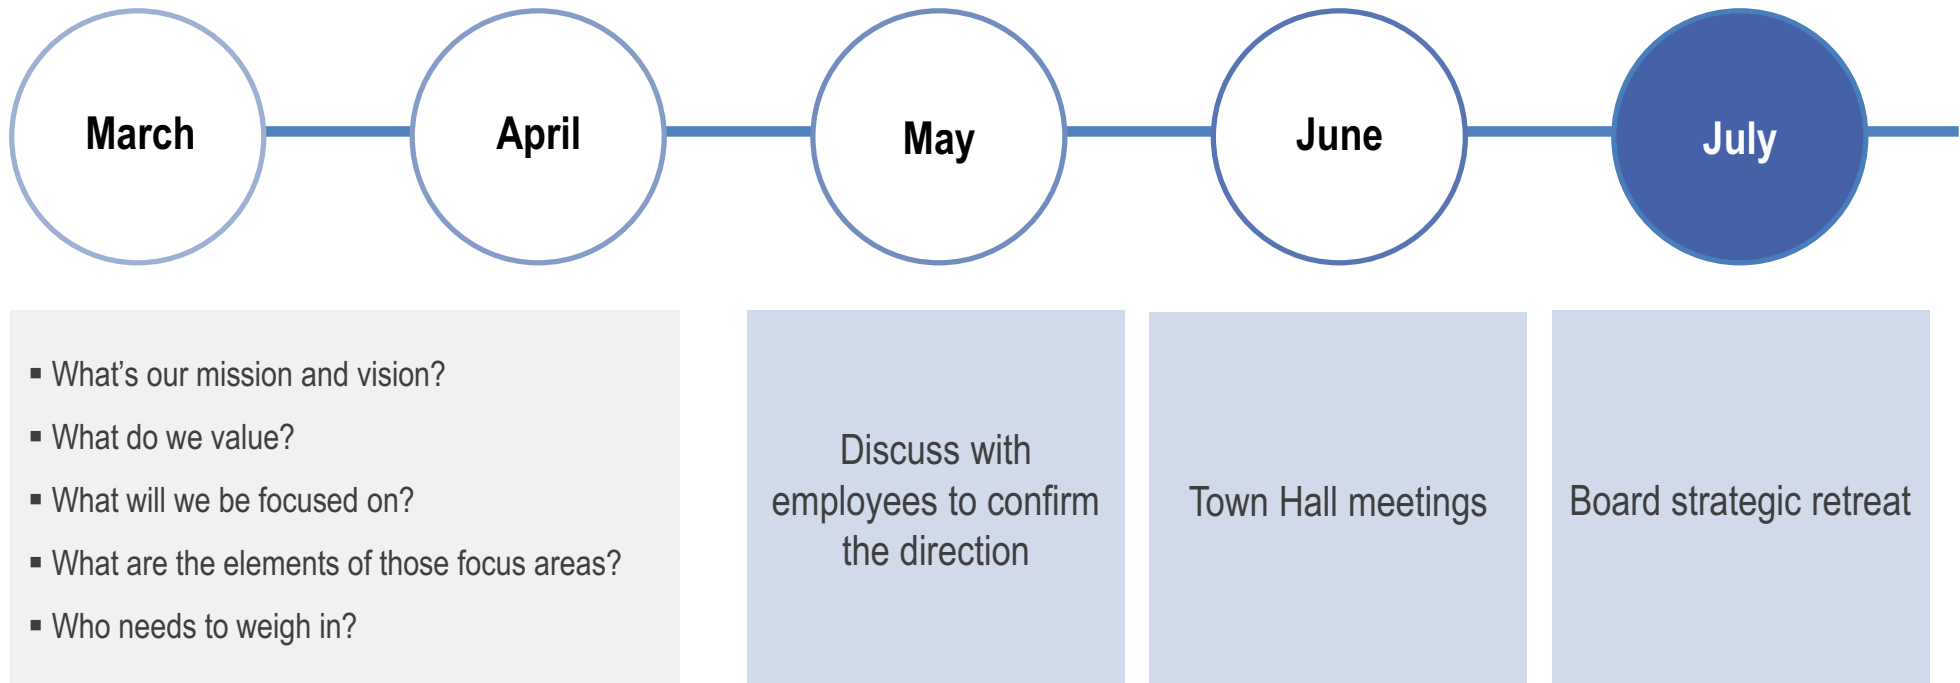 March
April
May
June
July
▪ What’s our mission and vision?
▪ What do we value?
▪ What will we be focused on?
▪ What are the elements of those focus areas?
▪ Who needs to weigh in?
Discuss with
employees to confirm
the direction
Town Hall meetings
Board strategic retreat